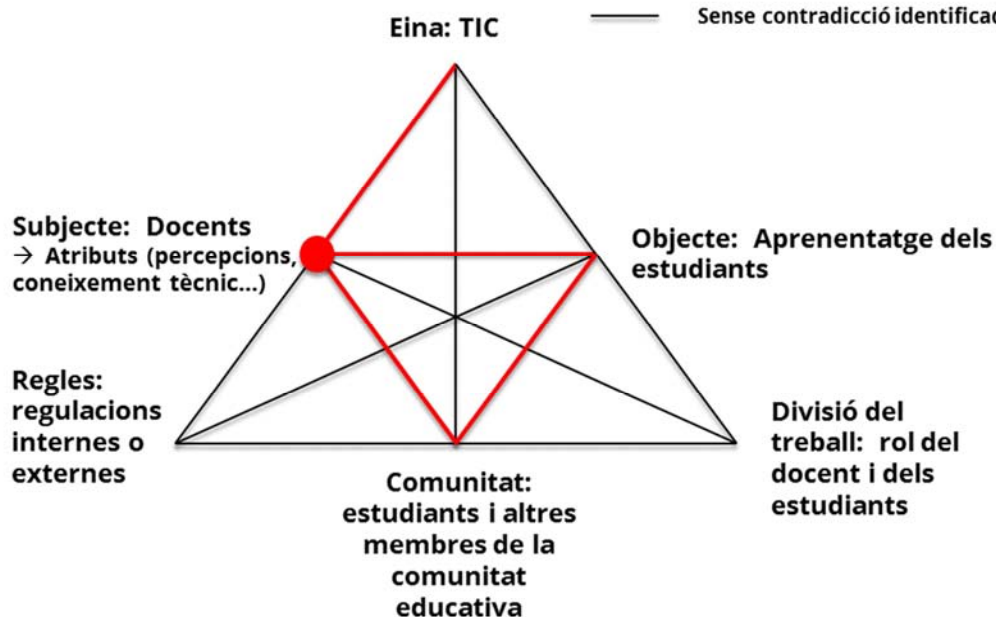 Sense contradicció identificad
Eina: TIC
Subjecte: Docents
→ Atributs (percepcions,
coneixement tècnic...)
Objecte: Aprenentatge dels
estudiants
Regles:
regulacions
internes o
externes
Divisió del
treball: rol del
docent i dels
estudiants
Comunitat:
estudiants i altres
membres de la
comunitat
educativa